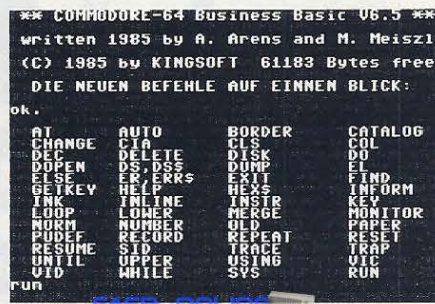 ** COMMODORE-64 Business Basic V6.5 **
written 1985 by A. Arens and M. Meiszl
(C) 1985 by KINGSOFT 61183 Bytes free
DIE NEUEN BEFEHLE AUF EINNEN BLICK:
ok.
AT AUTO BORDER CATALOG
CHANGE CIA CLS COL
DEC DELETE DISK DO
DOPEN DS,DS$ DUMP EL
ELSE ER,ERR$ EXIT FIND
GETKEY HELP HEX$ INFORM
INK INLINE INSTR KEY
LOOP LOWER MERGE MONITOR
NORM NUMBER OLD PAPER
PUDEF RECORD REPEAT RESET
RESUME SID TRACE TRAP
UNTIL UPPER USING VIC
VID WHILE SYS RUN
run